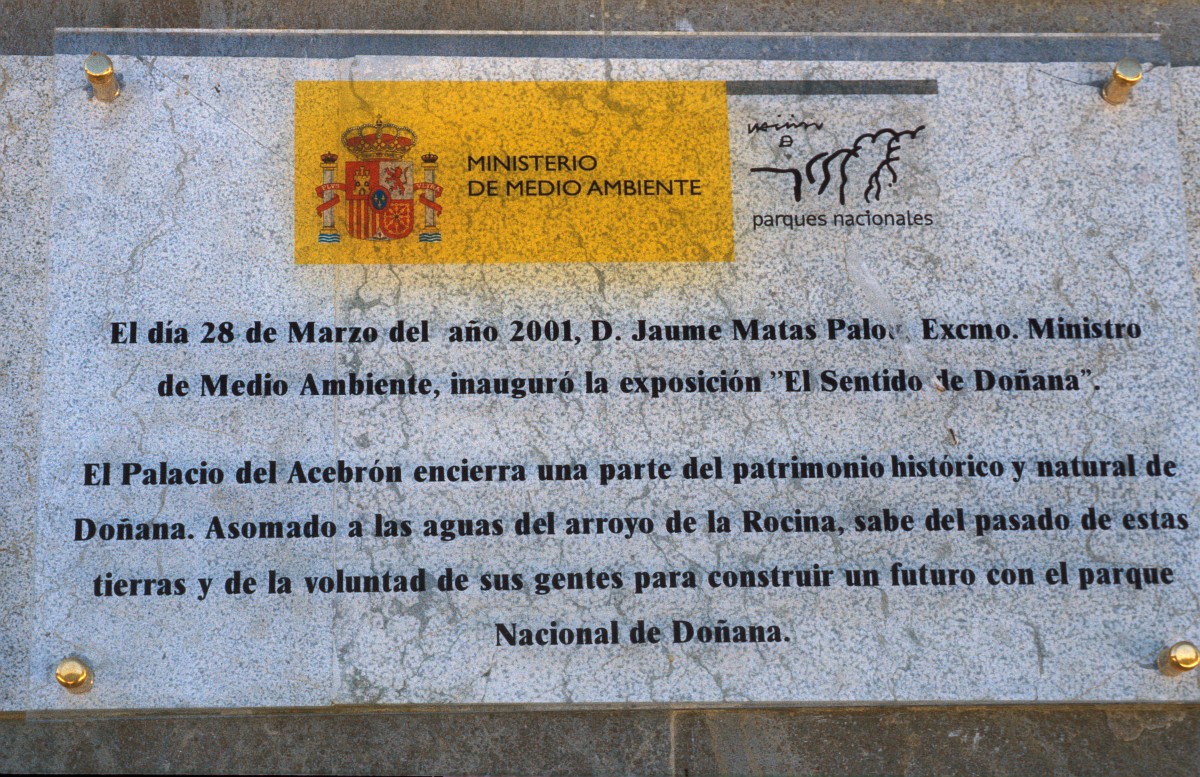 MINISTERIO
DE MEDIO AMBIENTE
parques nacionales
El día 28 de Marzo del año 2001, D. Jaume Matas Excmo. Ministro
de Medio Ambiente, inauguró la exposición "El Sentido de Doñana".
El Palacio del Acebrón encierra una parte del patrimonio histórico y natural de
Doñana. Asomado a las aguas del arroyo de la Rocina, sabe del pasado de estas
tierras y de la voluntad de sus gentes para construir un futuro con el parque
Nacional de Doñana.